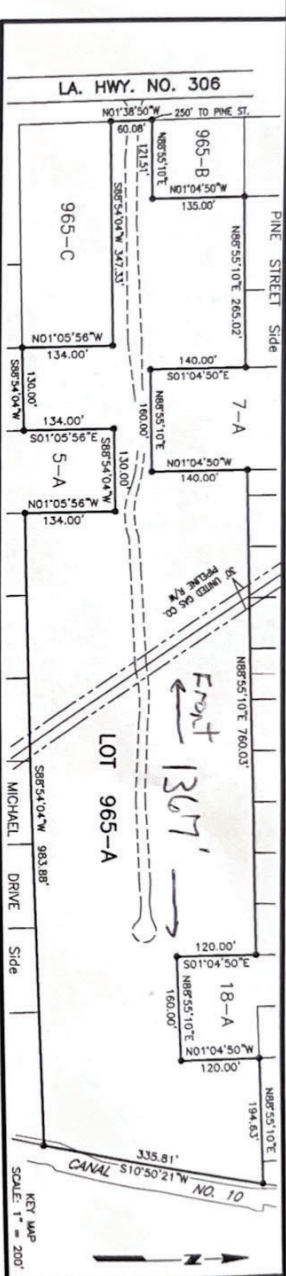 LA. HWY. NO. 306
N01°38'50"W
60.08'
250' TO PINE ST.
121.51'
N88°55'10"E
965-B
N01°04'50"W
135.00'
PINE STREET Side
N88°55'10"E 265.02'
965-C
S88°54'04"W 347.33'
N01°05'56"W
134.00'
S88°54'04"W
130.00'
140.00'
S01°04'50"E
7-A
N88°55'10"E
160.00'
N01°04'50"W
140.00'
134.00'
S01°05'56"E
5-A
S88°54'04"W
130.00'
N01°05'56"W
134.00'
30' UNITED GAS CO.
PIPELINE R/W
N88°55'10"E 760.03'
Front
1367'
LOT 965-A
S88°54'04"W 983.88'
MICHAEL DRIVE Side
120.00'
S01°04'50"E
18-A
N88°55'10"E
160.00'
N01°04'50"W
120.00'
N88°55'10"E
194.63'
335.81'
S10°50'21"W
CANAL NO. 10
N
KEY MAP
SCALE: 1" = 200'